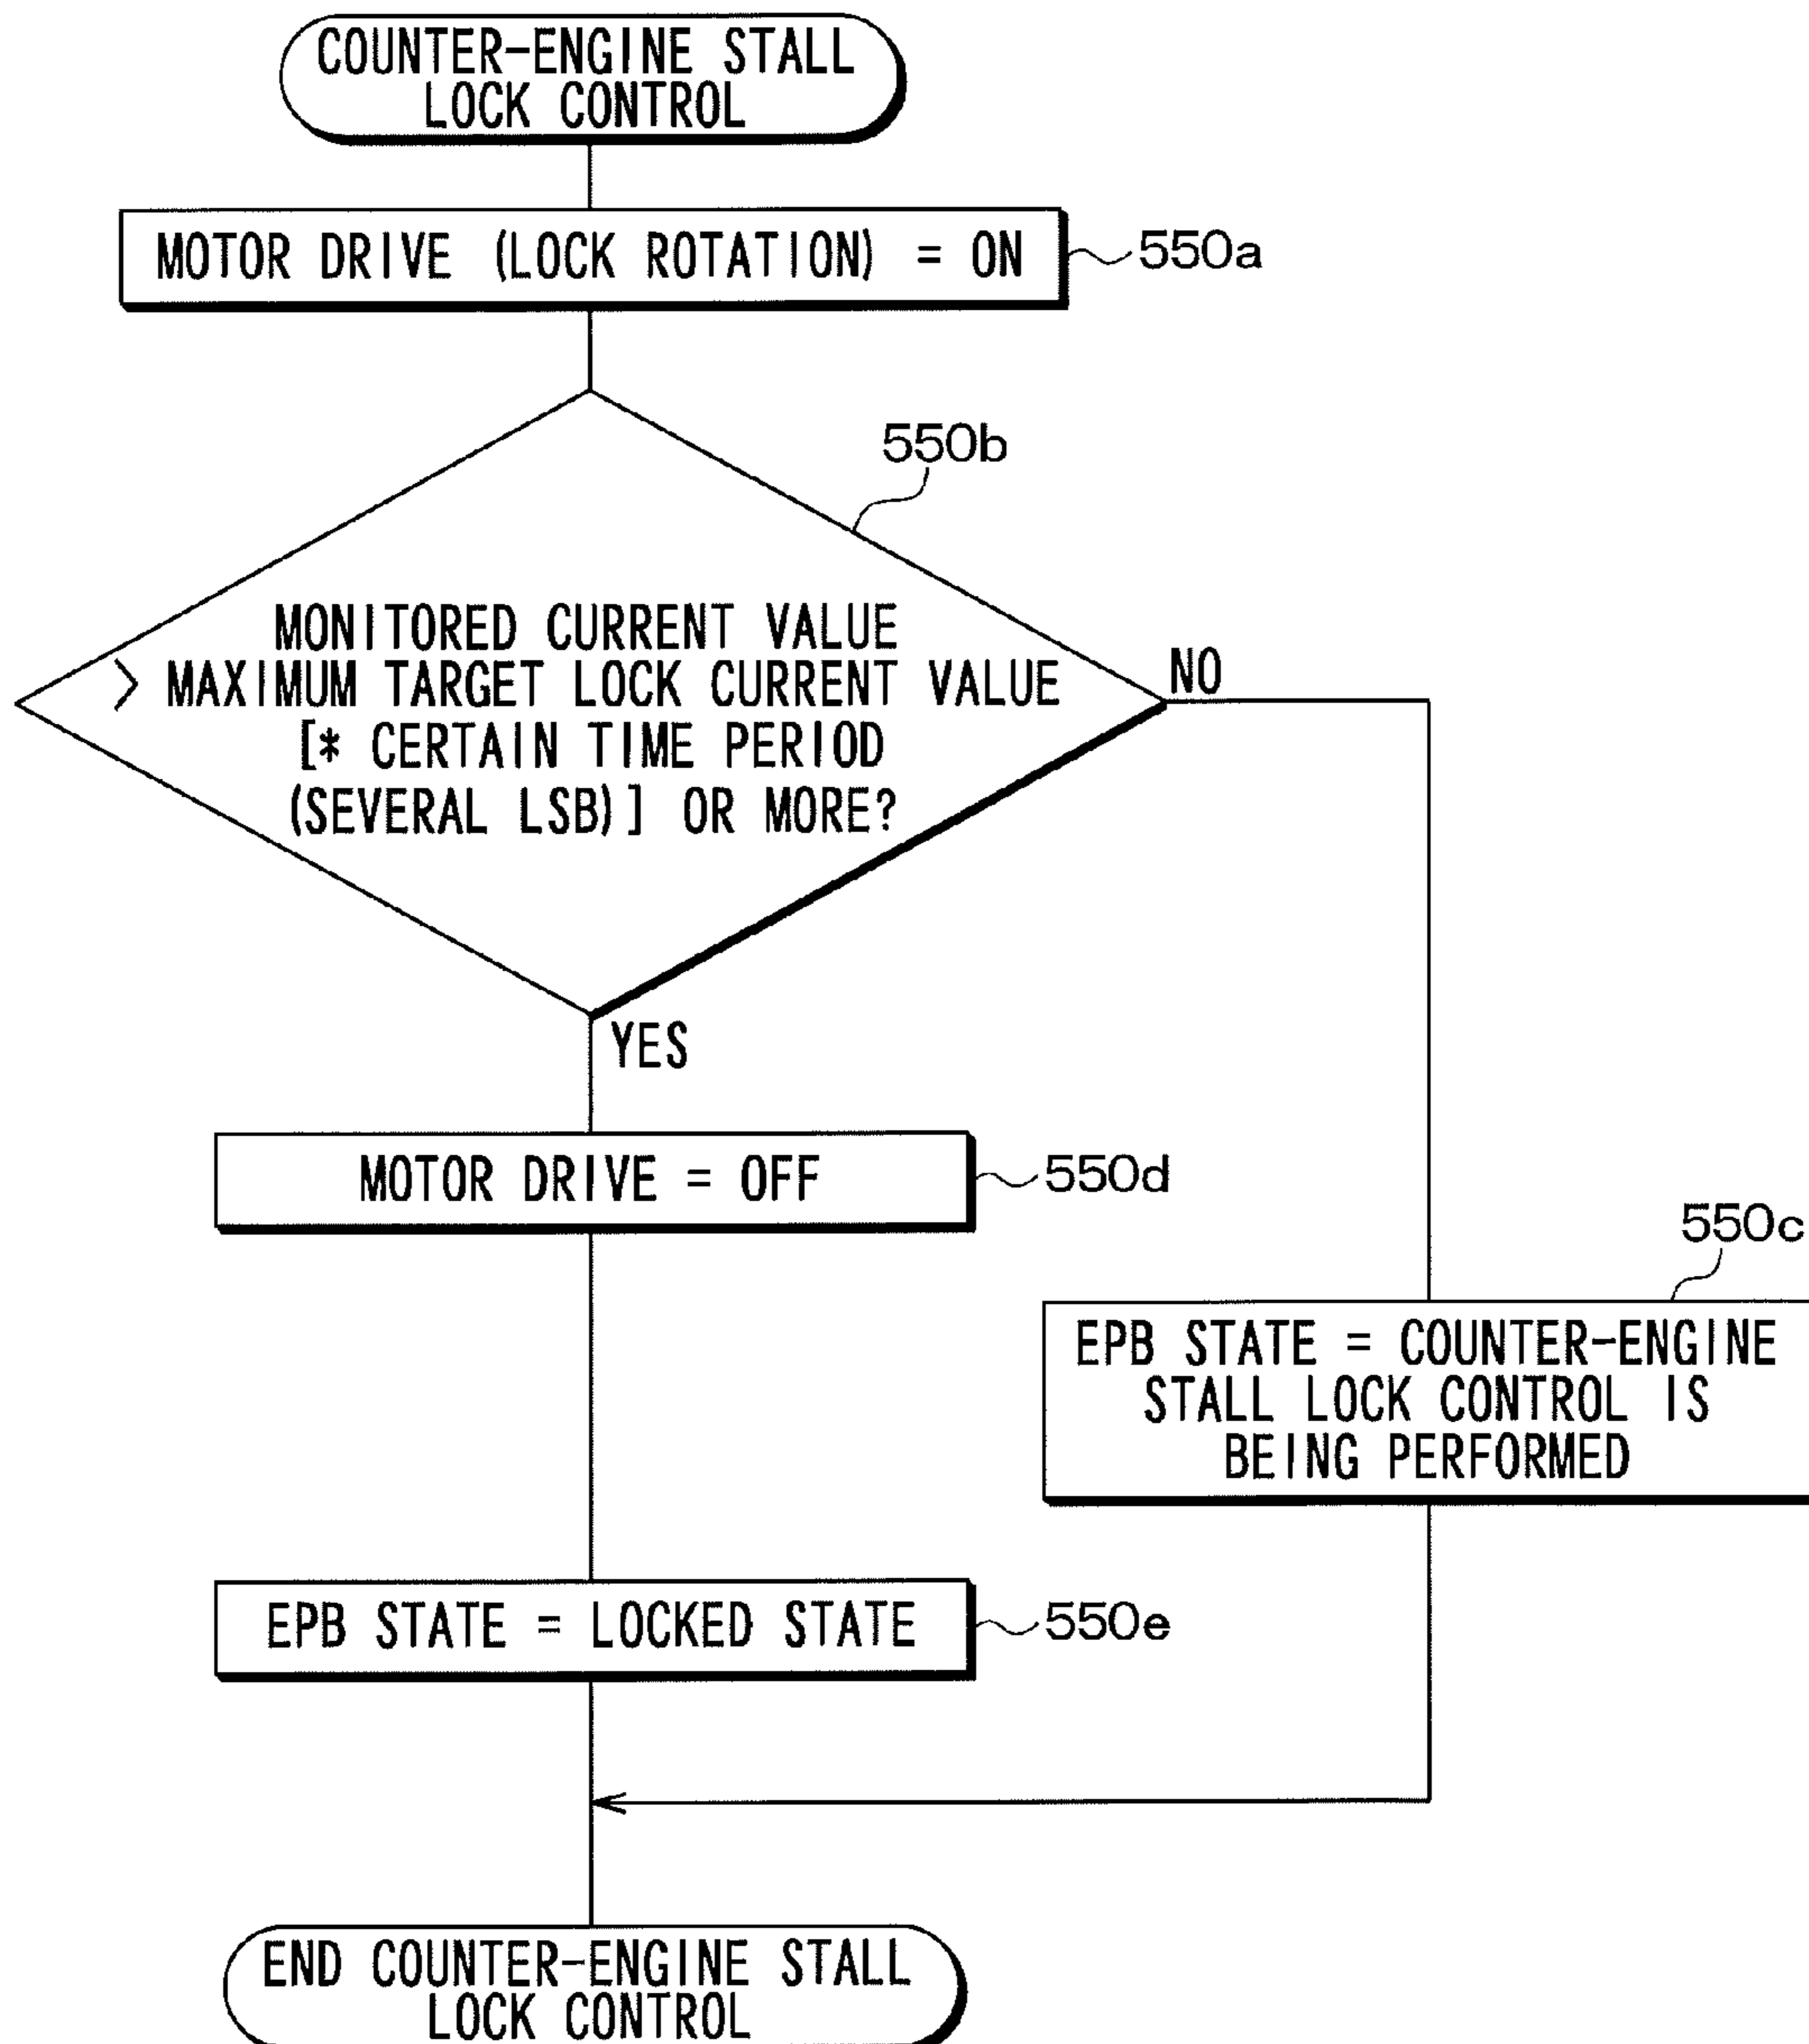 COUNTER-ENGINE STALL
LOCK CONTROL
MOTOR DRIVE (LOCK ROTATION) = ON
550a
550b
MONITORED CURRENT VALUE
> MAXIMUM TARGET LOCK CURRENT VALUE
[* CERTAIN TIME PERIOD
(SEVERAL LSB)] OR MORE?
NO
YES
MOTOR DRIVE = OFF
550d
550c
EPB STATE = COUNTER-ENGINE
STALL LOCK CONTROL IS
BEING PERFORMED
EPB STATE = LOCKED STATE
550e
END COUNTER-ENGINE STALL
LOCK CONTROL